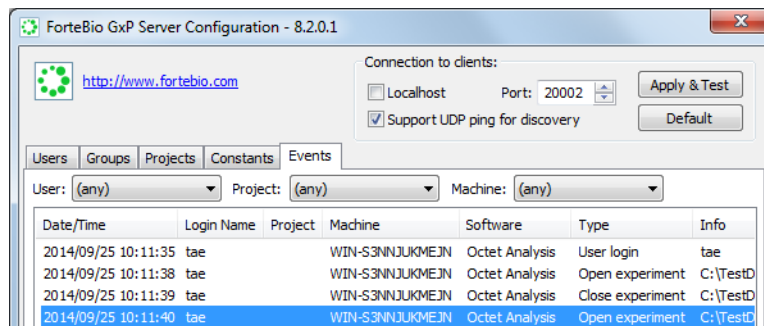 ForteBio GxP Server Configuration - 8.2.0.1
http://www.fortebio.com
Connection to clients:
Localhost Port: 20002 Apply & Test
Support UDP ping for discovery Default
Users Groups Projects Constants Events
User: (any) Project: (any) Machine: (any)
Date/Time Login Name Project Machine Software Type Info
2014/09/25 10:11:35 tae WIN-S3NNJUKMEJN Octet Analysis User login tae
2014/09/25 10:11:38 tae WIN-S3NNJUKMEJN Octet Analysis Open experiment C:\TestD
2014/09/25 10:11:39 tae WIN-S3NNJUKMEJN Octet Analysis Close experiment C:\TestD
2014/09/25 10:11:40 tae WIN-S3NNJUKMEJN Octet Analysis Open experiment C:\TestD